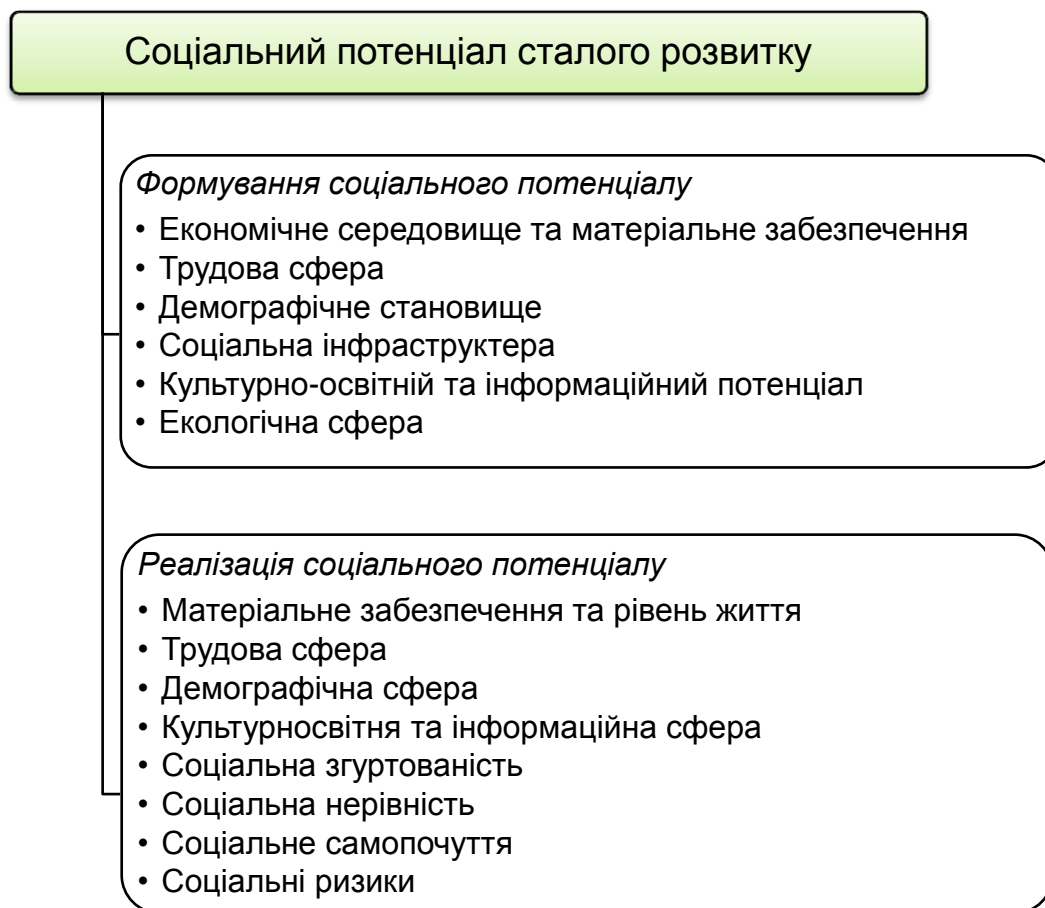 Соціальний потенціал сталого розвитку
Формування соціального потенціалу
• Економічне середовище та матеріальне забезпечення
• Трудова сфера
• Демографічне становище
• Соціальна інфраструктера
• Культурно-освітній та інформаційний потенціал
• Екологічна сфера
Реалізація соціального потенціалу
• Матеріальне забезпечення та рівень життя
• Трудова сфера
• Демографічна сфера
• Культурносвітня та інформаційна сфера
• Соціальна згуртованість
• Соціальна нерівність
• Соціальне самопочуття
• Соціальні ризики